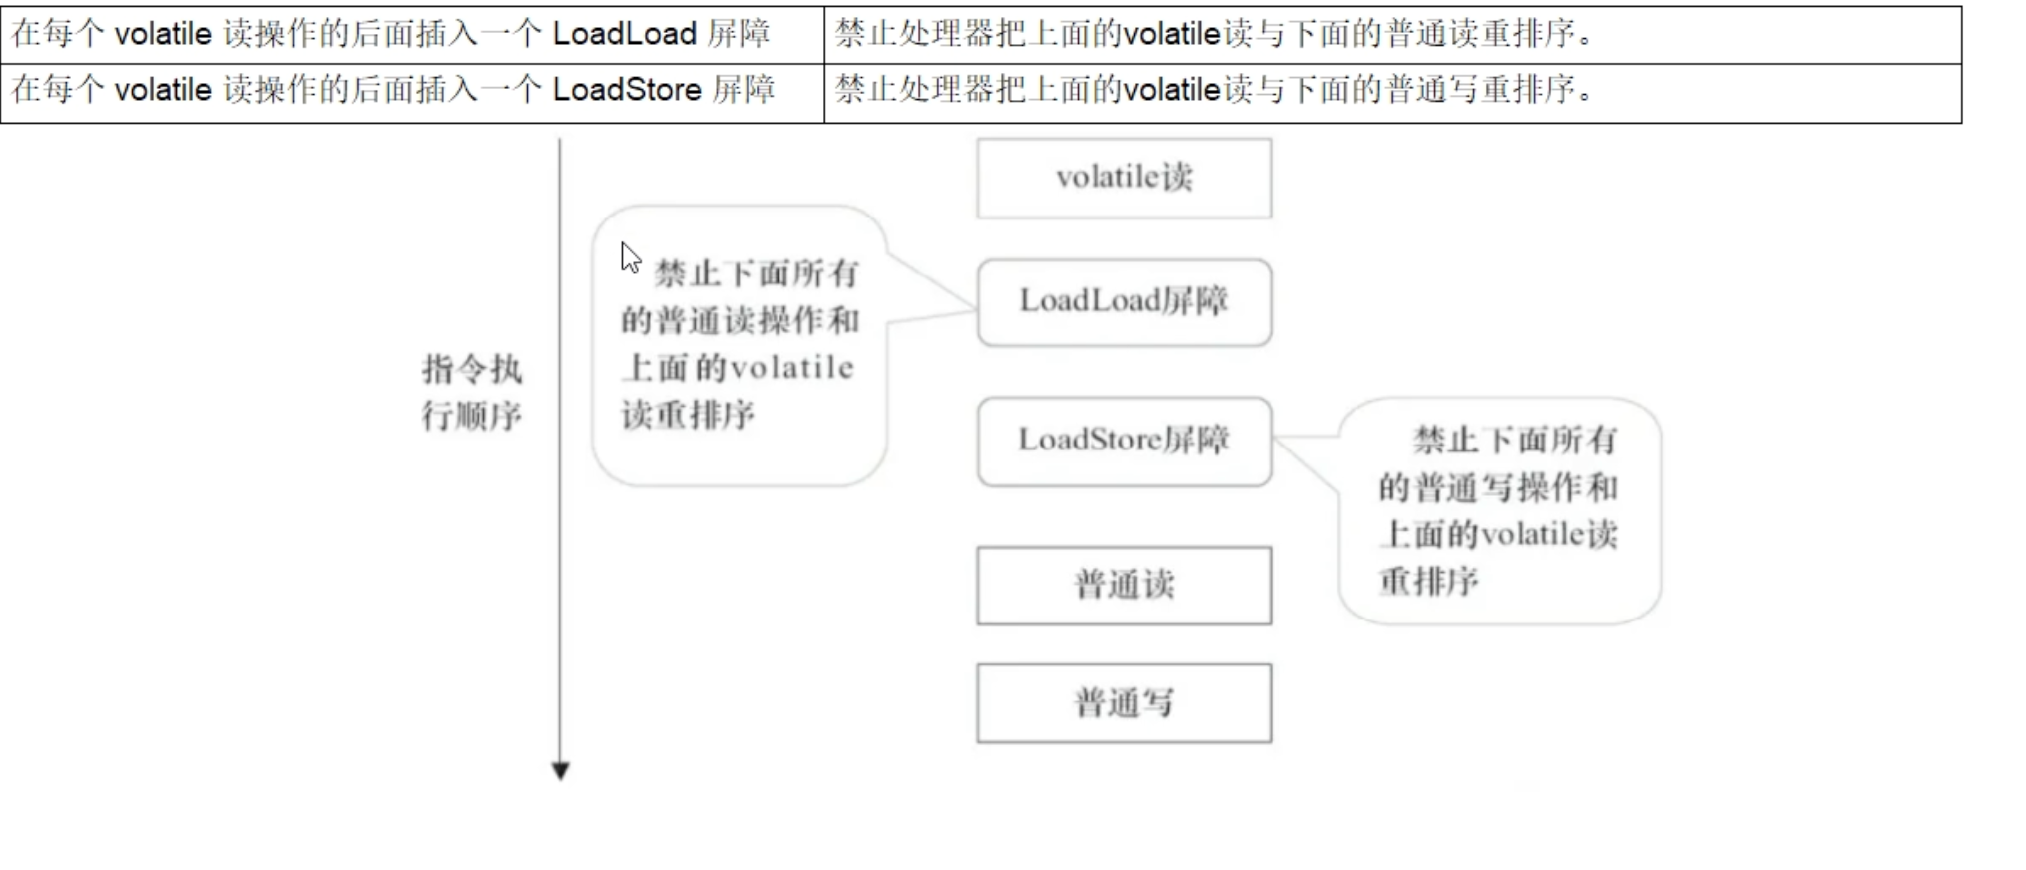 在每个 volatile 读操作的后面插入一个 LoadLoad 屏障
禁止处理器把上面的volatile读与下面的普通读重排序。
在每个 volatile 读操作的后面插入一个 LoadStore 屏障
禁止处理器把上面的volatile读与下面的普通写重排序。
volatile读
禁止下面所有
的普通读操作和
上面的volatile
读重排序
LoadLoad屏障
指令执
行顺序
LoadStore屏障
禁止下面所有
的普通写操作和
上面的volatile读
重排序
普通读
普通写